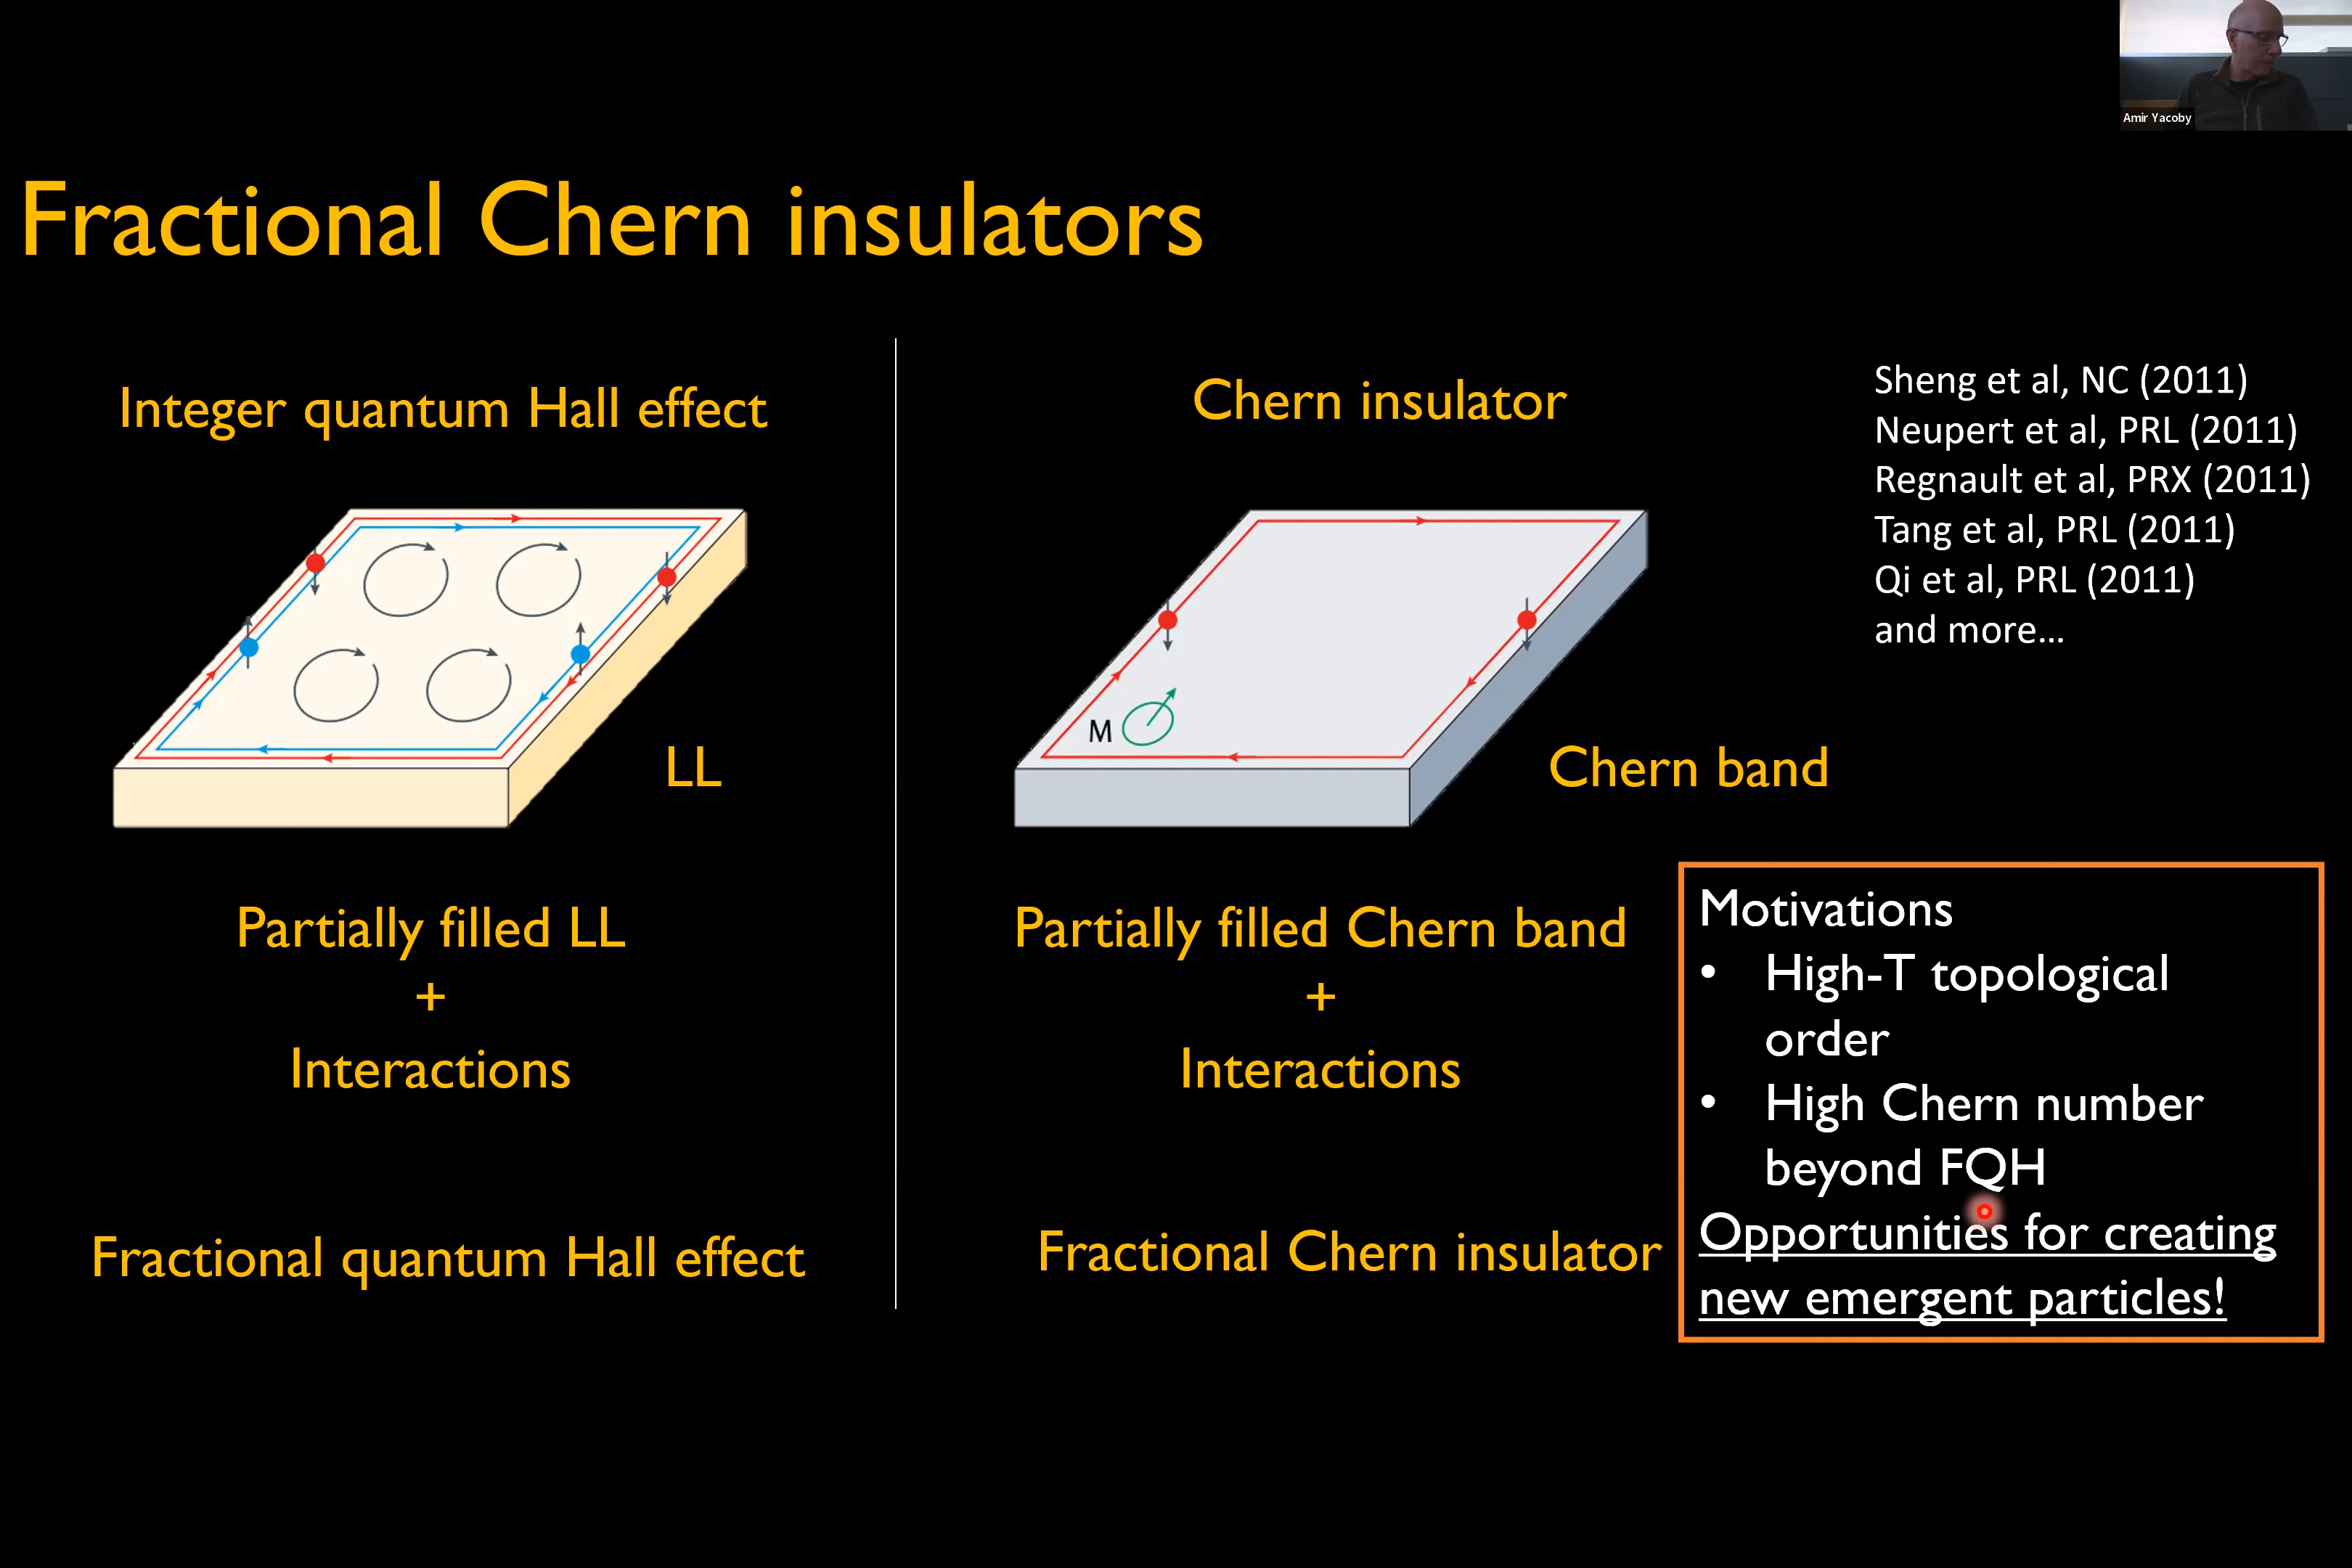 Amir Yacoby
Fractional Chern insulators
Integer quantum Hall effect
LL
Partially filled LL
+
Interactions
Fractional quantum Hall effect
Chern insulator
M
Chern band
Partially filled Chern band
+
Interactions
Fractional Chern insulator
Sheng et al, NC (2011)
Neupert et al, PRL (2011)
Regnault et al, PRX (2011)
Tang et al, PRL (2011)
Qi et al, PRL (2011)
and more...
Motivations
• High-T topological
order
• High Chern number
beyond FQH
Opportunities for creating
new emergent particles!